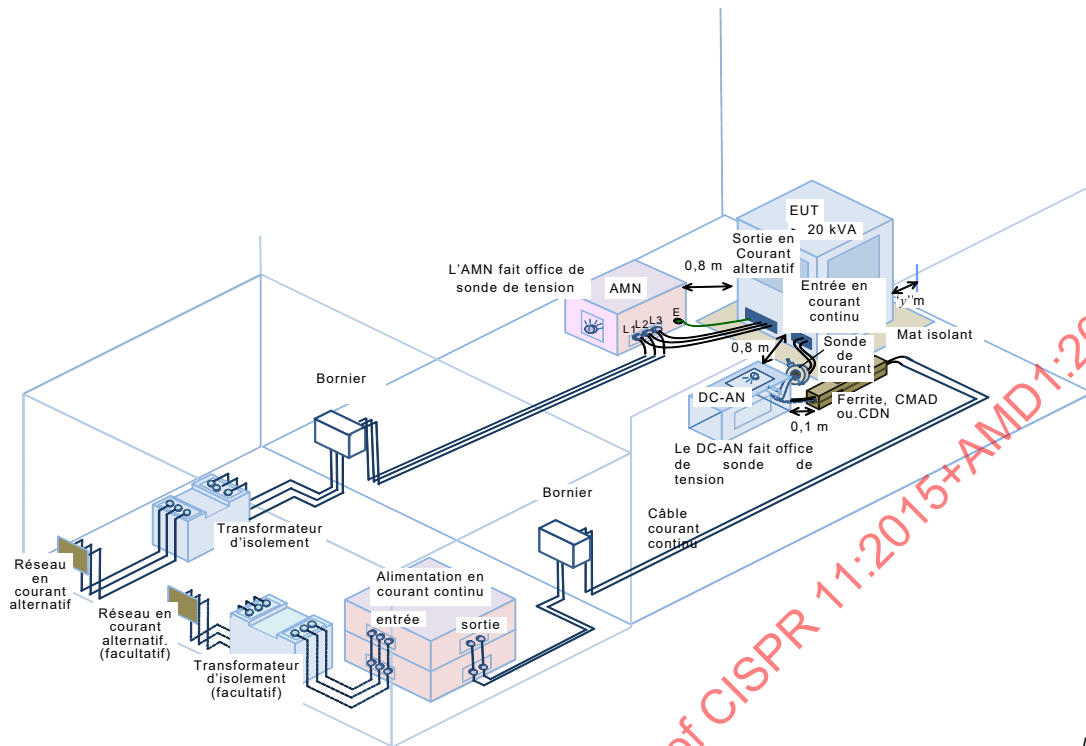 EUT
> 20 kVA
Sortie en
Courant
alternatif
0,8 m
L'AMN fait office de
sonde de tension
AMN
Entrée en
courant
continu
"y"m
E
L1
L2
L3
Mat isolant
0,8 m
Sonde
de
courant
Bornier
DC-AN
Ferrite, CMAD
ou.CDN
0,1 m
Le DC-AN fait office
de sonde de
tension
Bornier
Câble
courant
continu
Transformateur
d'isolement
Réseau
en
courant
alternatif
Alimentation en
courant continu
entrée
sortie
Réseau en
courant
alternatif.
(facultatif)
Transformateur
d'isolement
(facultatif)
of CISPR 11:2015+AMD1:20